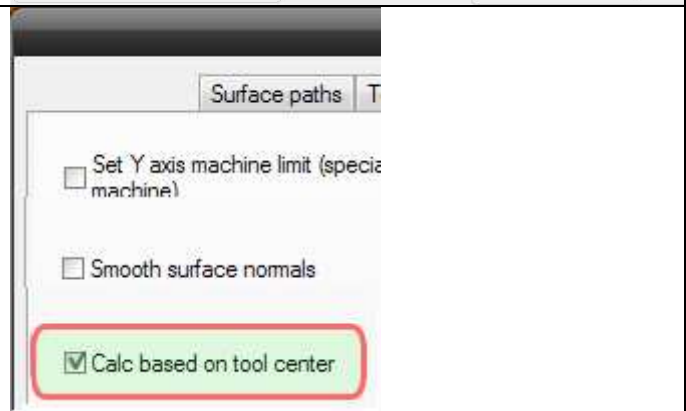 Surface paths T
Set Y axis machine limit (specia
machine)
Smooth surface normals
Calc based on tool center